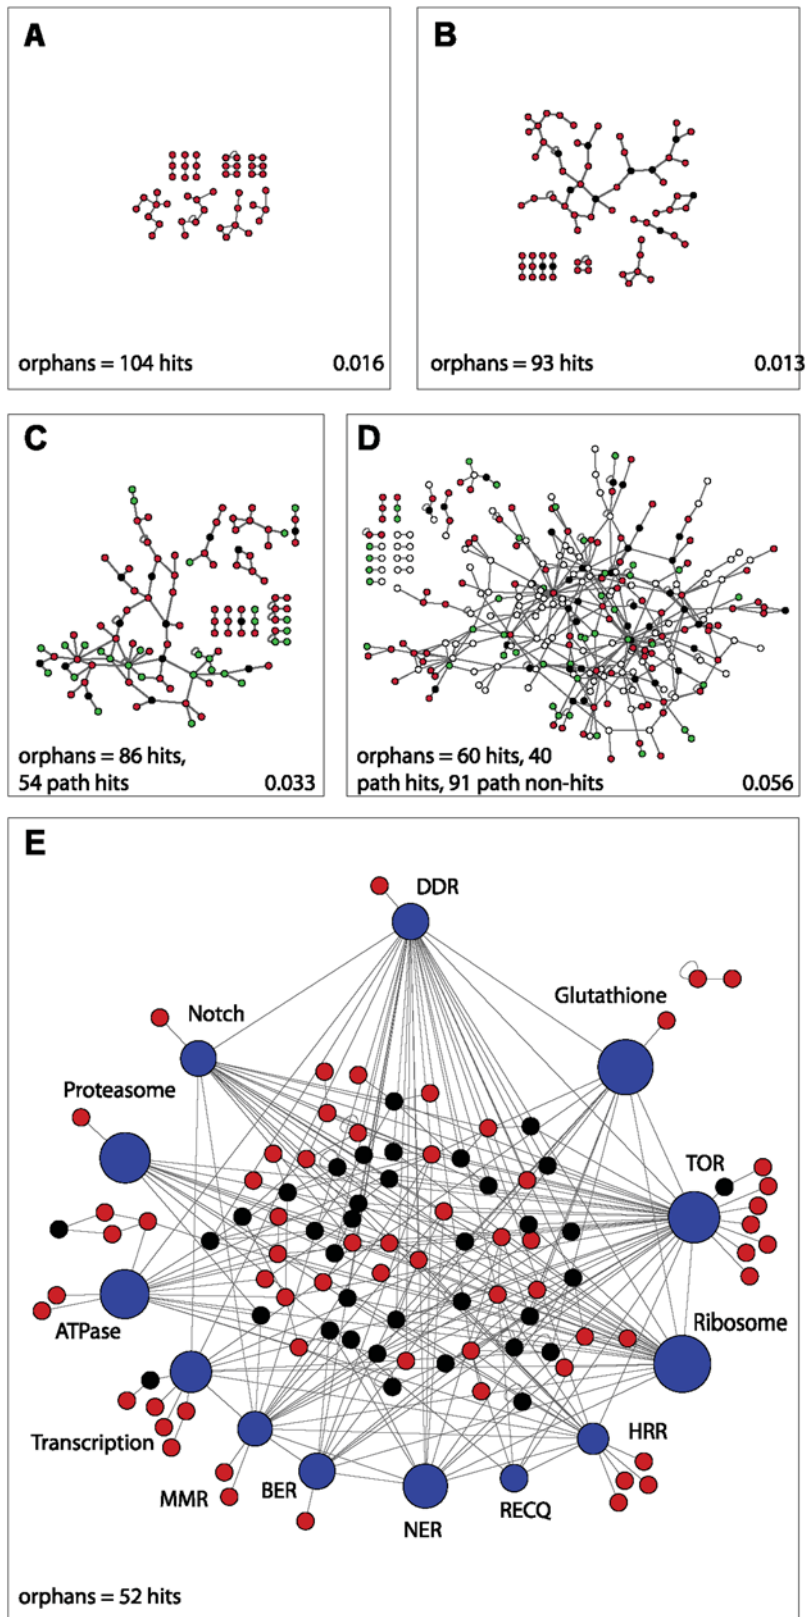 A
orphans = 104 hits
0.016
B
orphans = 93 hits
0.013
C
orphans = 86 hits,
54 path hits
0.033
D
orphans = 60 hits, 40
path hits, 91 path non-hits
0.056
E
DDR
Glutathione
Notch
Proteasome
TOR
Ribosome
ATPase
HRR
Transcription
MMR
BER
RECQ
NER
orphans = 52 hits